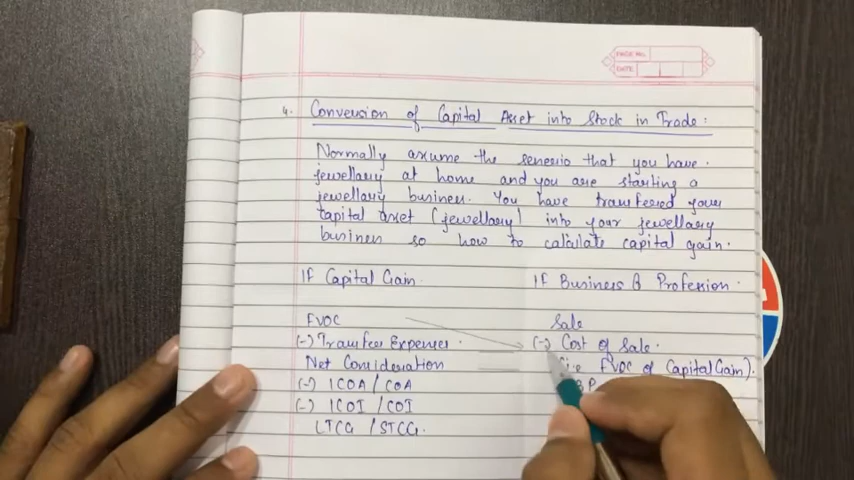 PAGE NO.
DATE
4. Conversion of Capital Asset into Stock in Trade:
Normally assume the senesio that you have.
jewellary at home and you are starting a
jewellary business. You have transfered your
capital asset (jewellary) into your jewellary
business so how to calculate capital gain.
IF Capital Gain.
IF Business & Profession.
FVOC
(-) Transfer Expenses.
Net Consideration
(-) ICOA / COA
(-) ICOI / COI
LTCG / STCG.
Sale
(-) Cost of Sale.
(i.e FVOC of Capital Gain).